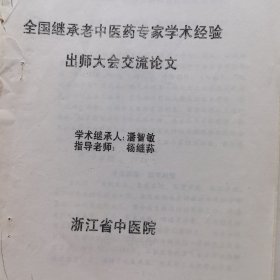 全国继承老中医药专家学术经验
出师大会交流论文
学术继承人：潘智敏
指导老师：杨继荪
浙江省中医院